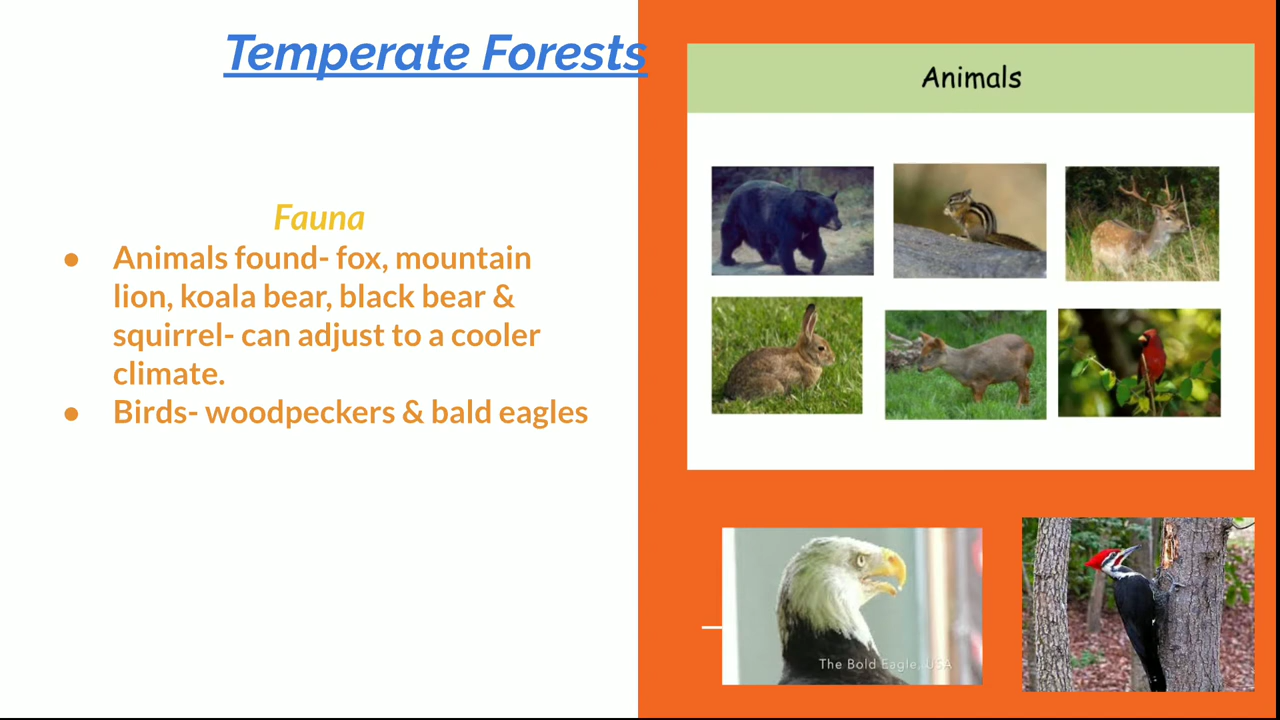 Temperate Forests
Fauna
● Animals found- fox, mountain
lion, koala bear, black bear &
squirrel- can adjust to a cooler
climate.
● Birds- woodpeckers & bald eagles
Animals
The Bold Eagle, USA